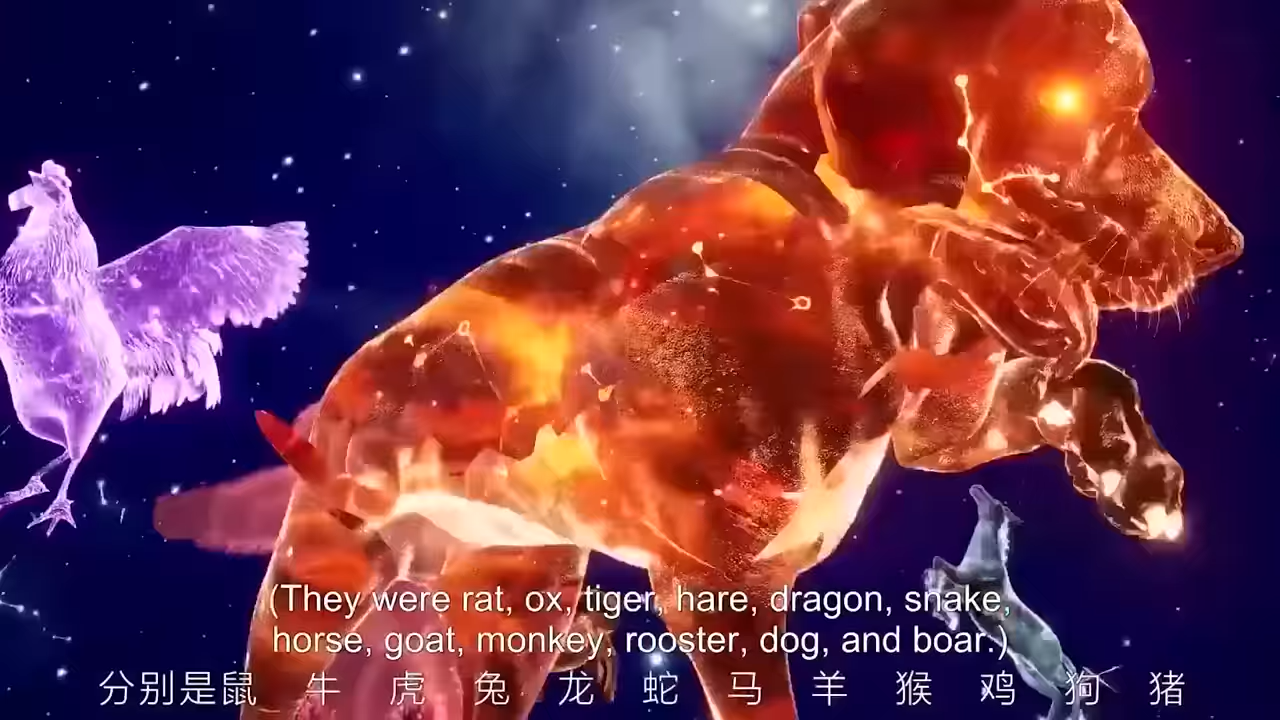 (They were rat, ox, tiger, hare, dragon, snake,
horse, goat, monkey, rooster, dog, and boar.)
分别是鼠 牛 虎 兔 龙 蛇 马 羊 猴 鸡 狗 猪